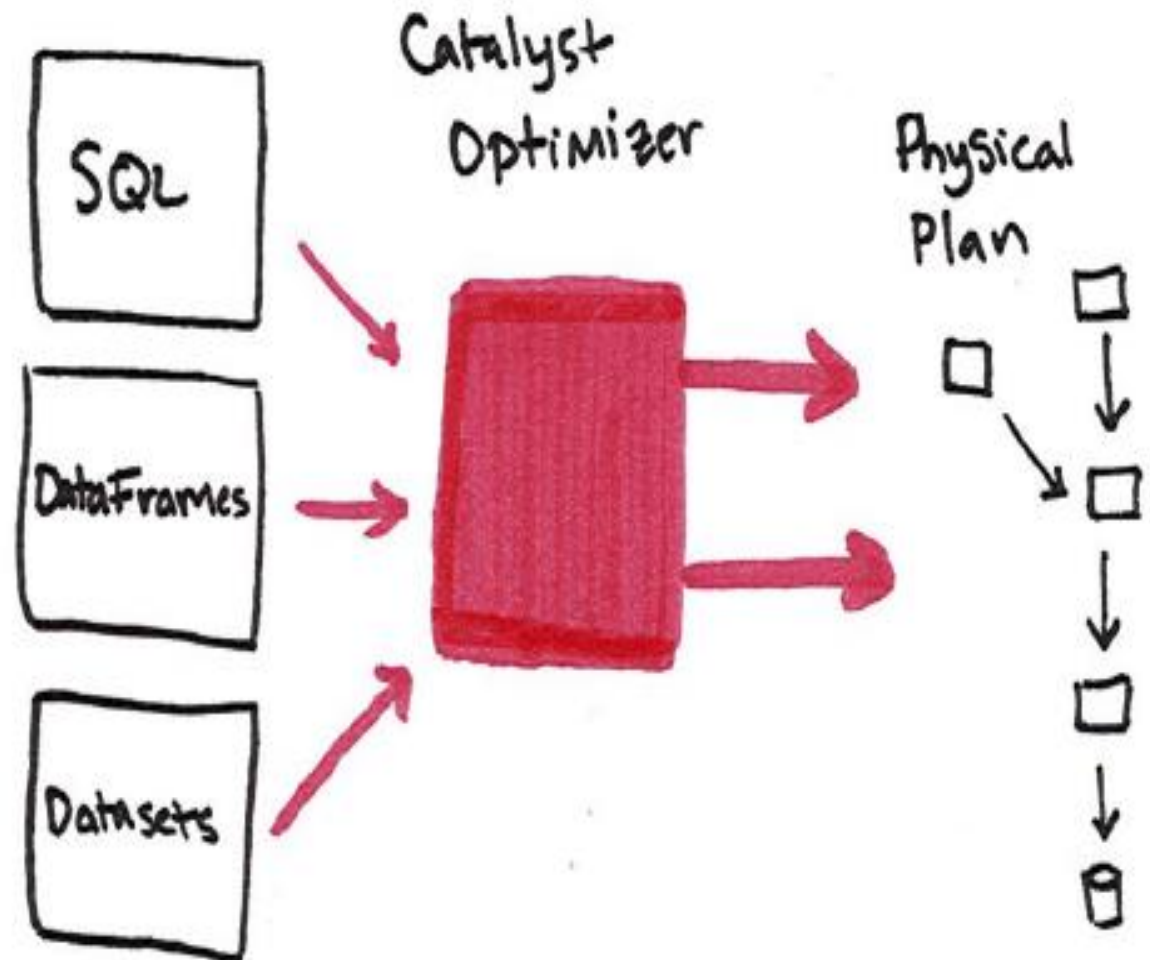 SQL
DataFrames
Datasets
Catalyst
Optimizer
Physical
Plan